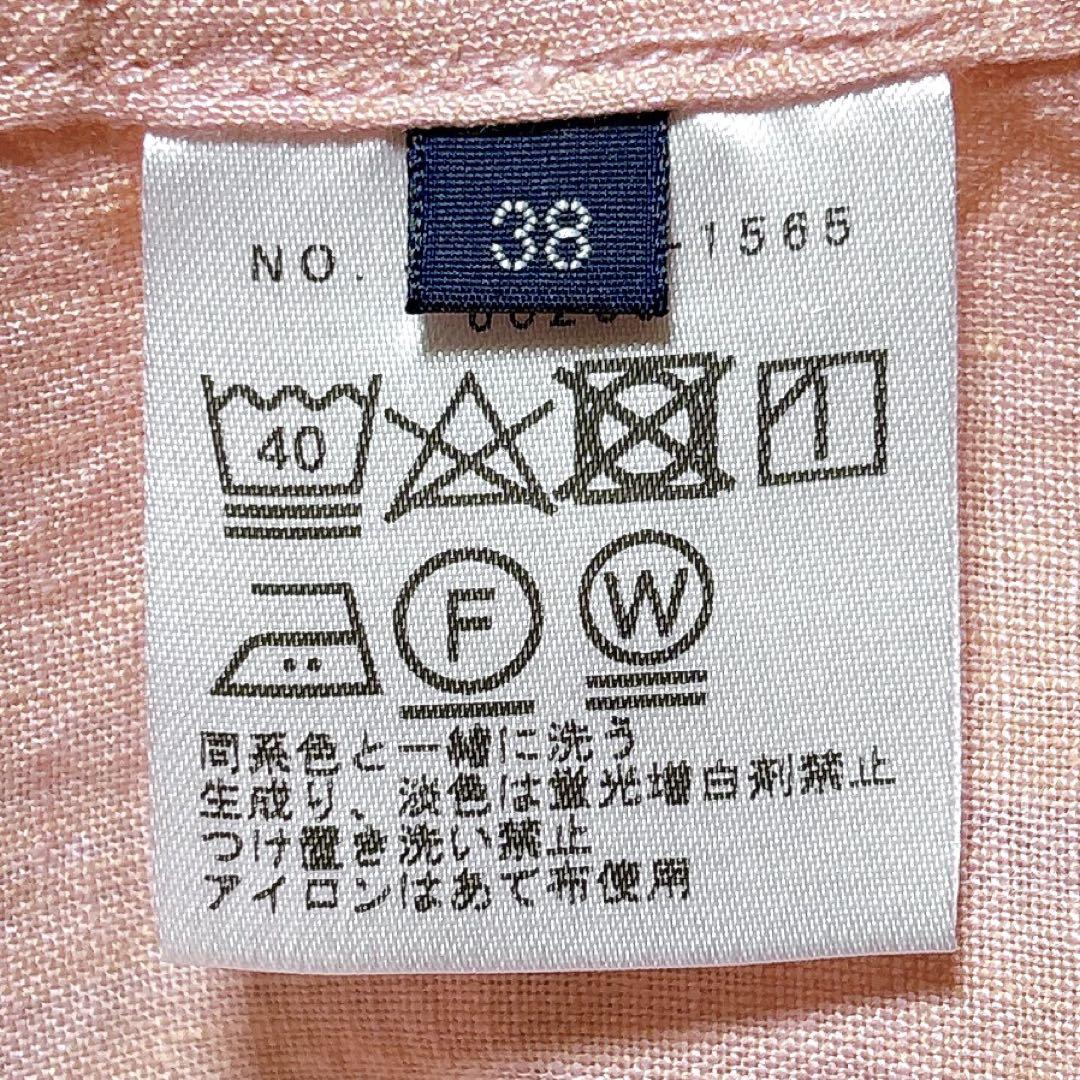 38
NO. -1565
40
F
W
同系色と一緒に洗う
生成り、淡色は蛍光増白剤禁止
つけ置き洗い禁止
アイロンはあて布使用